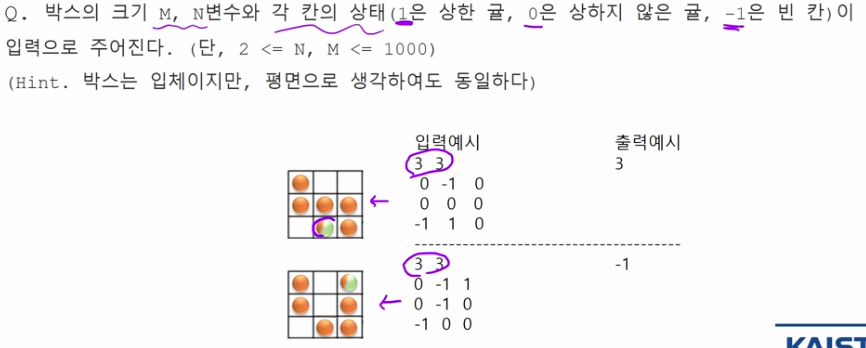 Q. 박스의 크기 M, N변수와 각 칸의 상태(1은 상한 귤, 0은 상하지 않은 귤, -1은 빈 칸)이
입력으로 주어진다. (단, 2 <= N, M <= 1000)
(Hint. 박스는 입체이지만, 평면으로 생각하여도 동일하다)
입력예시 출력예시
3 3 3
0 -1 0
0 0 0
-1 1 0
3 3 -1
0 -1 1
0 -1 0
-1 0 0
KAIST